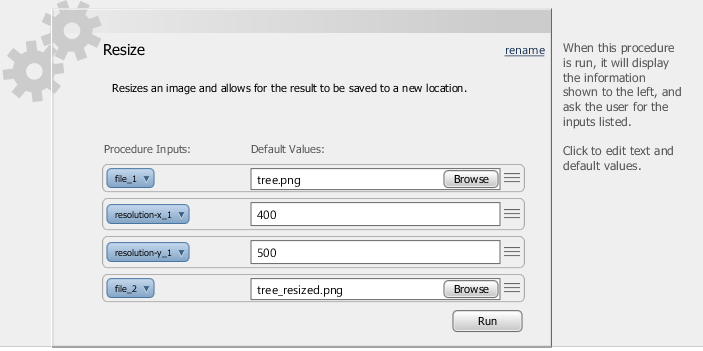 Resize
rename
Resizes an image and allows for the result to be saved to a new location.
Procedure Inputs: Default Values:
file_1 tree.png Browse
resolution-x_1 400
resolution-y_1 500
file_2 tree_resized.png Browse
Run
When this procedure
is run, it will display
the information
shown to the left, and
ask the user for the
inputs listed.
Click to edit text and
default values.